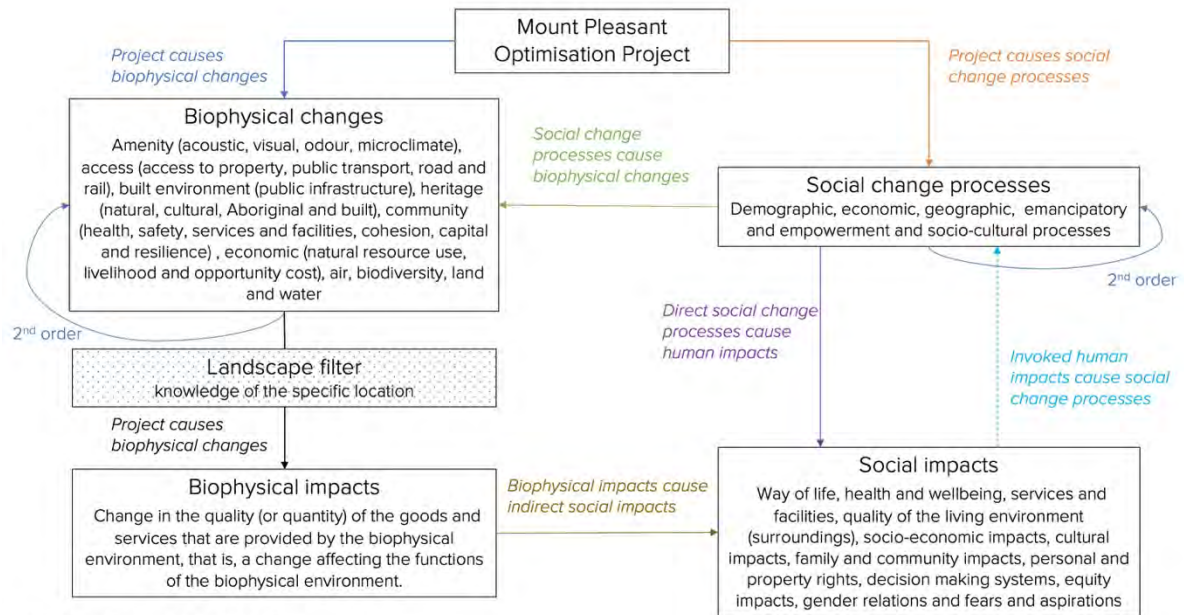 Mount Pleasant
Optimisation Project
Project causes
biophysical changes
Project causes social
change processes
Biophysical changes
Amenity (acoustic, visual, odour, microclimate),
access (access to property, public transport, road and
rail), built environment (public infrastructure), heritage
(natural, cultural, Aboriginal and built), community
(health, safety, services and facilities, cohesion, capital
and resilience) , economic (natural resource use,
livelihood and opportunity cost), air, biodiversity, land
and water
Social change
processes cause
biophysical changes
Social change processes
Demographic, economic, geographic, emancipatory
and empowerment and socio-cultural processes
2nd order
2nd order
Direct social change
processes cause
human impacts
Invoked human
impacts cause social
change processes
Landscape filter
knowledge of the specific location
Project causes
biophysical changes
Biophysical impacts
Change in the quality (or quantity) of the goods and
services that are provided by the biophysical
environment, that is, a change affecting the functions
of the biophysical environment.
Biophysical impacts cause
indirect social impacts
Social impacts
Way of life, health and wellbeing, services and
facilities, quality of the living environment
(surroundings), socio-economic impacts, cultural
impacts, family and community impacts, personal and
property rights, decision making systems, equity
impacts, gender relations and fears and aspirations